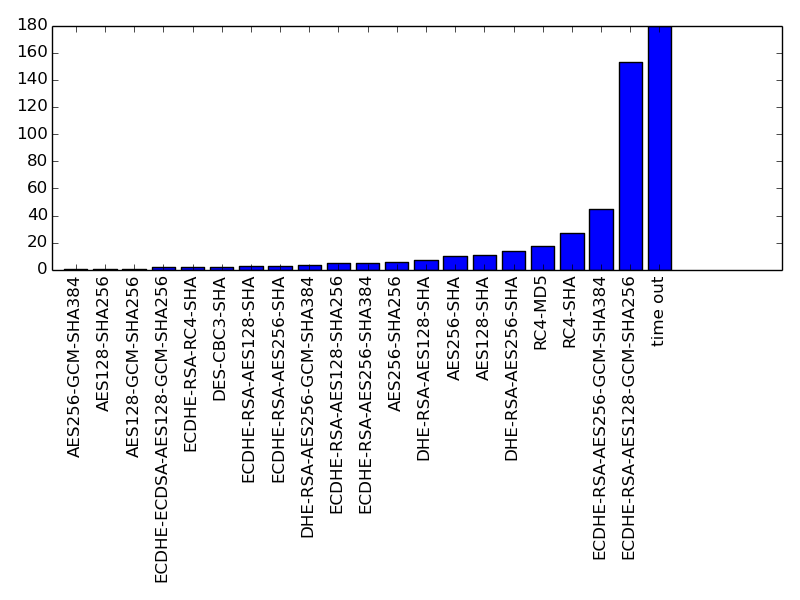 180
160
140
120
100
80
60
40
20
0
AES256-GCM-SHA384
AES128-SHA256
AES128-GCM-SHA256
ECDHE-ECDSA-AES128-GCM-SHA256
ECDHE-RSA-RC4-SHA
DES-CBC3-SHA
ECDHE-RSA-AES128-SHA
ECDHE-RSA-AES256-SHA
DHE-RSA-AES256-GCM-SHA384
ECDHE-RSA-AES128-SHA256
ECDHE-RSA-AES256-SHA384
AES256-SHA256
DHE-RSA-AES128-SHA
AES256-SHA
AES128-SHA
DHE-RSA-AES256-SHA
RC4-MD5
RC4-SHA
ECDHE-RSA-AES256-GCM-SHA384
ECDHE-RSA-AES128-GCM-SHA256
time out